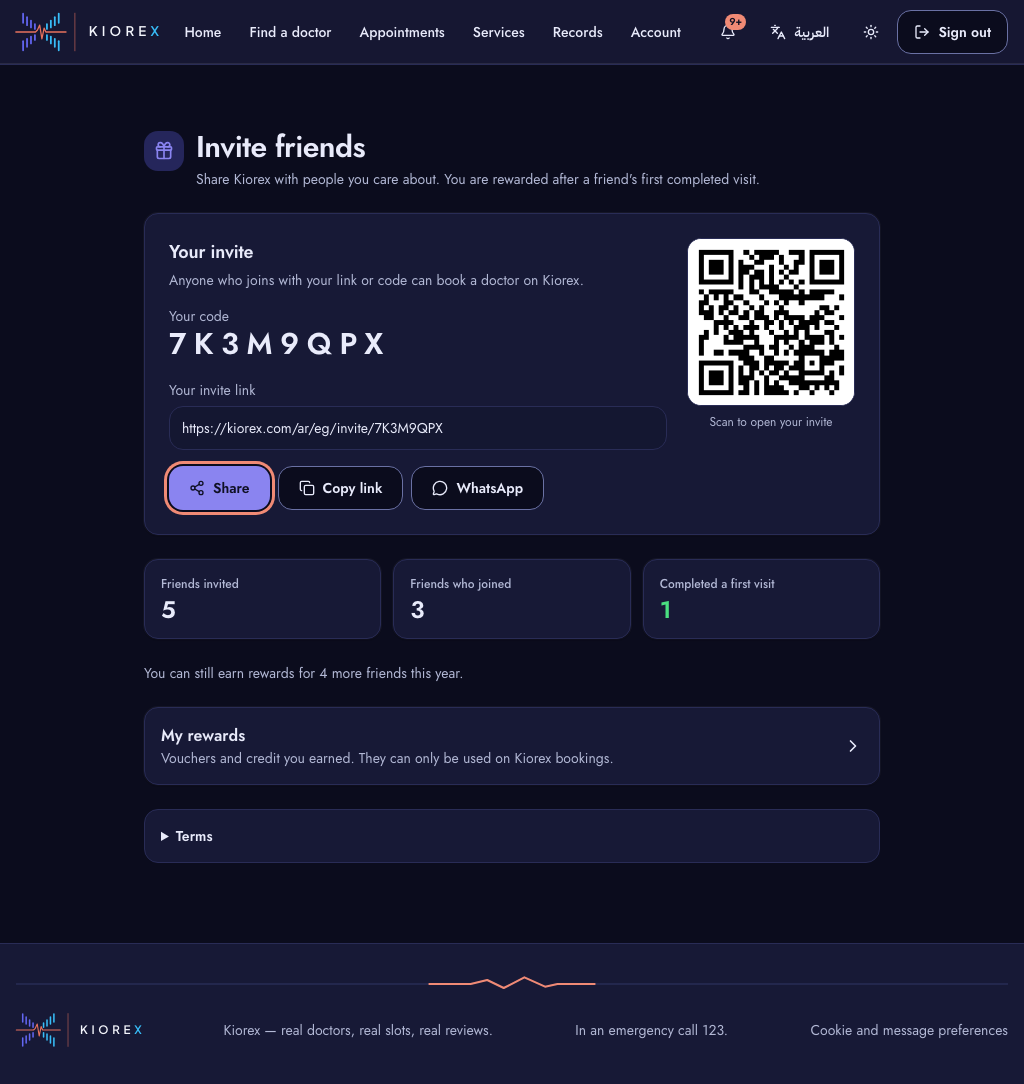 KIOREX
Home
Find a doctor
Appointments
Services
Records
Account
9+
العربية
Sign out
Invite friends
Share Kiorex with people you care about. You are rewarded after a friend's first completed visit.
Your invite
Anyone who joins with your link or code can book a doctor on Kiorex.
Your code
7K3M9QPX
Your invite link
https://kiorex.com/ar/eg/invite/7K3M9QPX
Share
Copy link
WhatsApp
Scan to open your invite
Friends invited
5
Friends who joined
3
Completed a first visit
1
You can still earn rewards for 4 more friends this year.
My rewards
Vouchers and credit you earned. They can only be used on Kiorex bookings.
Terms
KIOREX
Kiorex — real doctors, real slots, real reviews.
In an emergency call 123.
Cookie and message preferences